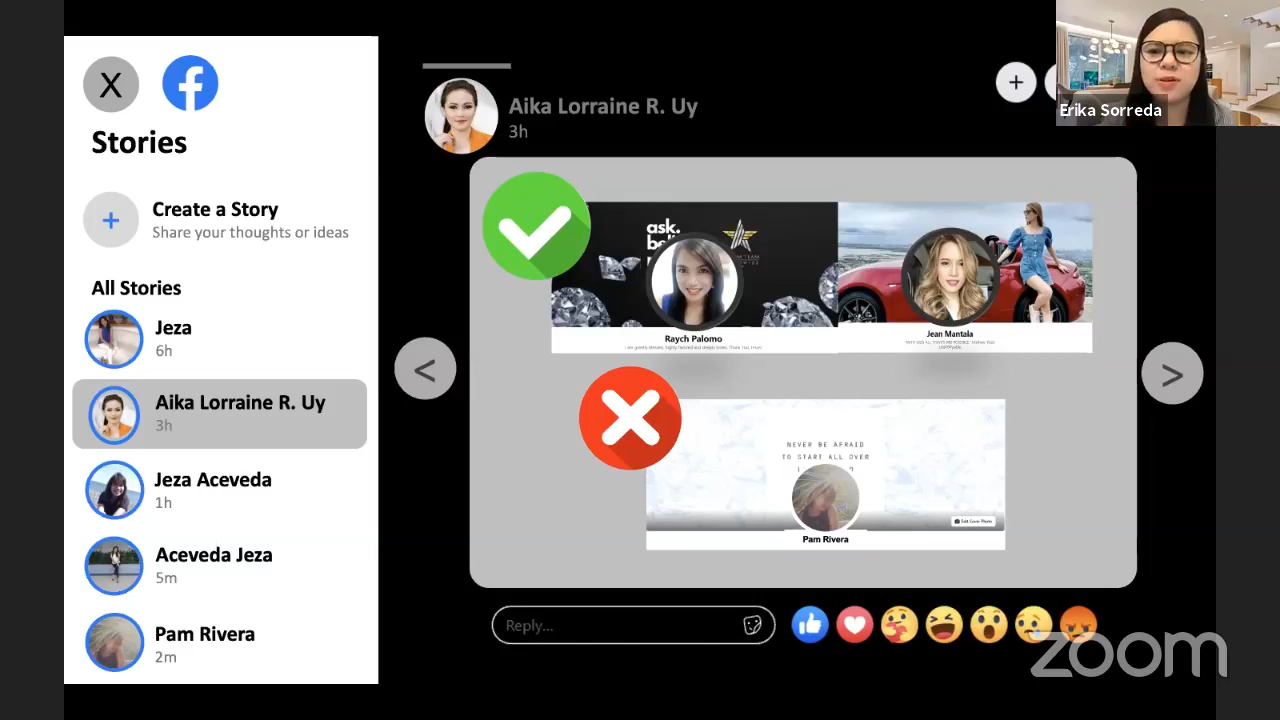 X
Stories
+
Create a Story
Share your thoughts or ideas
All Stories
Jeza
6h
Aika Lorraine R. Uy
3h
Jeza Aceveda
1h
Aceveda Jeza
5m
Pam Rivera
2m
Aika Lorraine R. Uy
3h
+
Erika Sorreda
ask.
Raych Palomo
Jean Mantala
<
>
NEVER BE AFRAID
TO START ALL OVER
Edit Cover Photo
Pam Rivera
Reply...
zoom